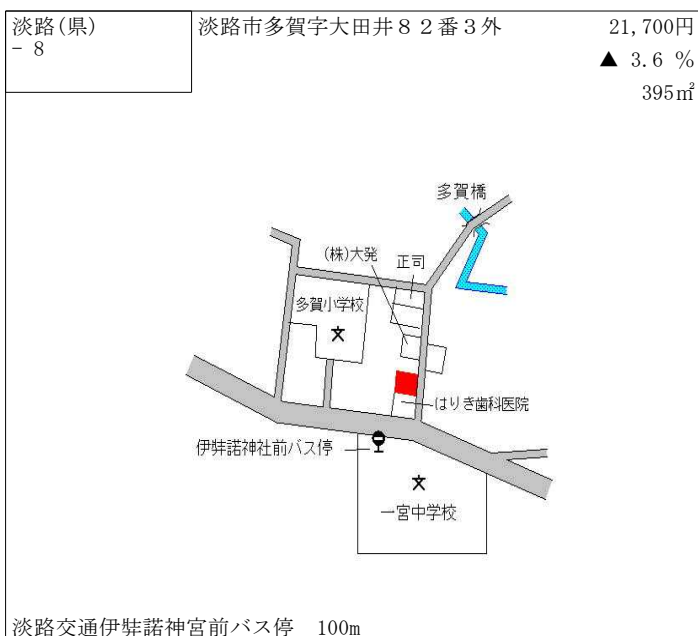 淡路(県)
- 8
淡路市多賀字大田井８２番３外
21,700円
▲ 3.6 %
395㎡
多賀橋
(株)大発
正司
多賀小学校
文
はりき歯科医院
伊弉諾神社前バス停
文
一宮中学校
淡路交通伊弉諾神宮前バス停　100m